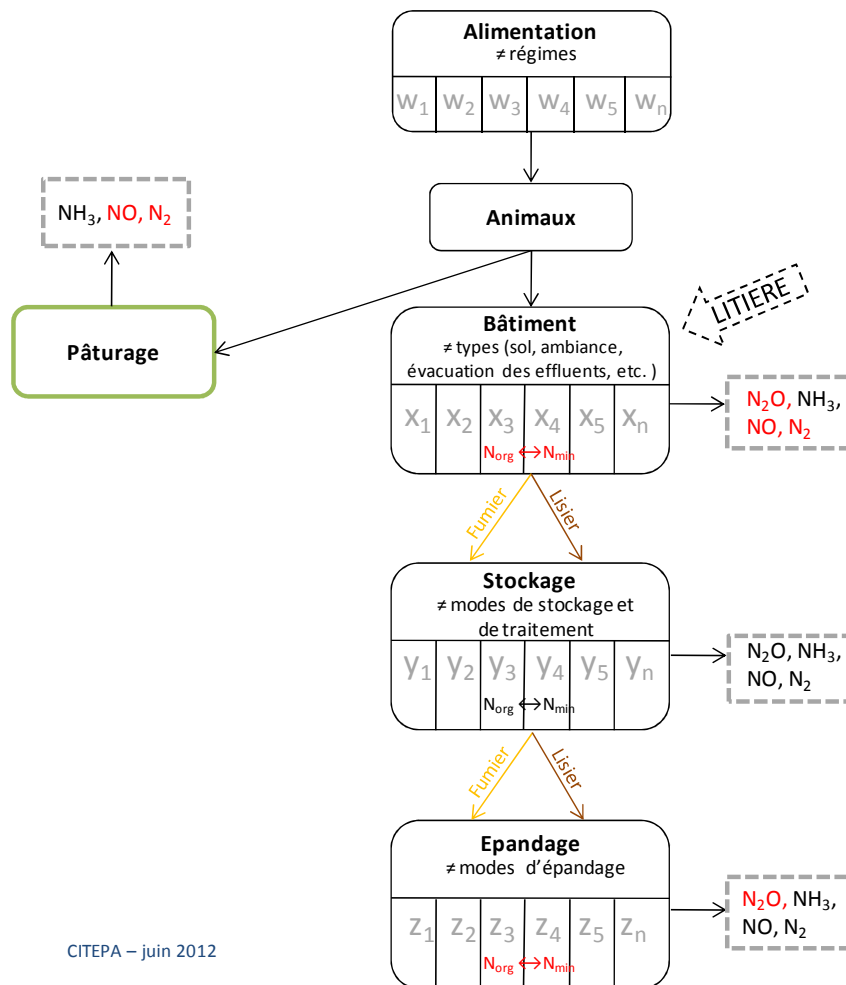 Alimentation
≠ régimes
w₁ w₂ w₃ w₄ w₅ wₙ
NH₃, NO, N₂
Animaux
LITIERE
Pâturage
Bâtiment
≠ types (sol, ambiance,
évacuation des effluents, etc. )
x₁ x₂ x₃ x₄ x₅ xₙ
N₂O, NH₃,
NO, N₂
Norg ↔ Nmin
Fumier Lisier
Stockage
≠ modes de stockage et
de traitement
y₁ y₂ y₃ y₄ y₅ yₙ
N₂O, NH₃,
NO, N₂
Norg ↔ Nmin
Fumier Lisier
Epandage
≠ modes d'épandage
z₁ z₂ z₃ z₄ z₅ zₙ
N₂O, NH₃,
NO, N₂
Norg ↔ Nmin
CITEPA – juin 2012